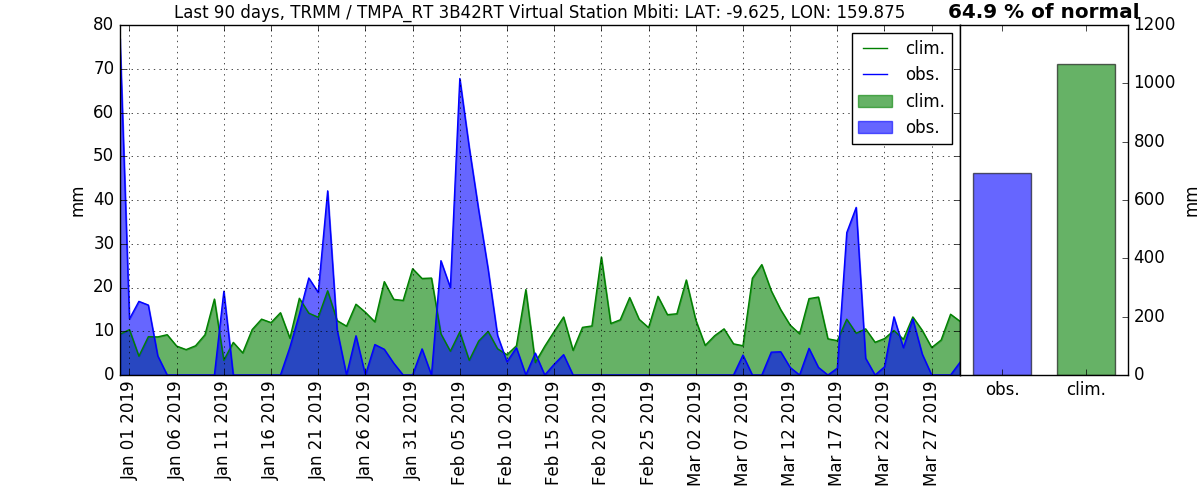 Last 90 days, TRMM / TMPA_RT 3B42RT Virtual Station Mbiti: LAT: -9.625, LON: 159.875
64.9 % of normal
80
70
60
50
40
30
20
10
0
mm
clim.
obs.
clim.
obs.
Jan 01 2019
Jan 06 2019
Jan 11 2019
Jan 16 2019
Jan 21 2019
Jan 26 2019
Jan 31 2019
Feb 05 2019
Feb 10 2019
Feb 15 2019
Feb 20 2019
Feb 25 2019
Mar 02 2019
Mar 07 2019
Mar 12 2019
Mar 17 2019
Mar 22 2019
Mar 27 2019
1200
1000
800
600
400
200
0
mm
obs.
clim.